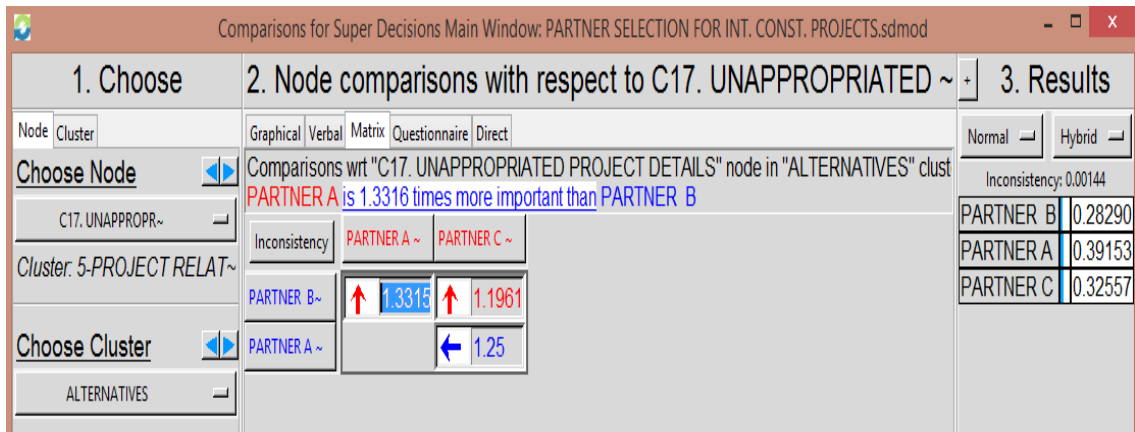 Comparisons for Super Decisions Main Window: PARTNER SELECTION FOR INT. CONST. PROJECTS.sdmod
1. Choose
2. Node comparisons with respect to C17. UNAPPROPRIATED ~
+
3. Results
Node Cluster
Graphical Verbal Matrix Questionnaire Direct
Normal
Hybrid
Choose Node
C17. UNAPPROPR~
Cluster: 5-PROJECT RELAT~
Choose Cluster
ALTERNATIVES
Comparisons wrt "C17. UNAPPROPRIATED PROJECT DETAILS" node in "ALTERNATIVES" clust
PARTNER A is 1.3316 times more important than PARTNER B
Inconsistency PARTNER A ~ PARTNER C ~
PARTNER B~ 1.3315 1.1961
PARTNER A ~ 1.25
Inconsistency: 0.00144
PARTNER B 0.28290
PARTNER A 0.39153
PARTNER C 0.32557